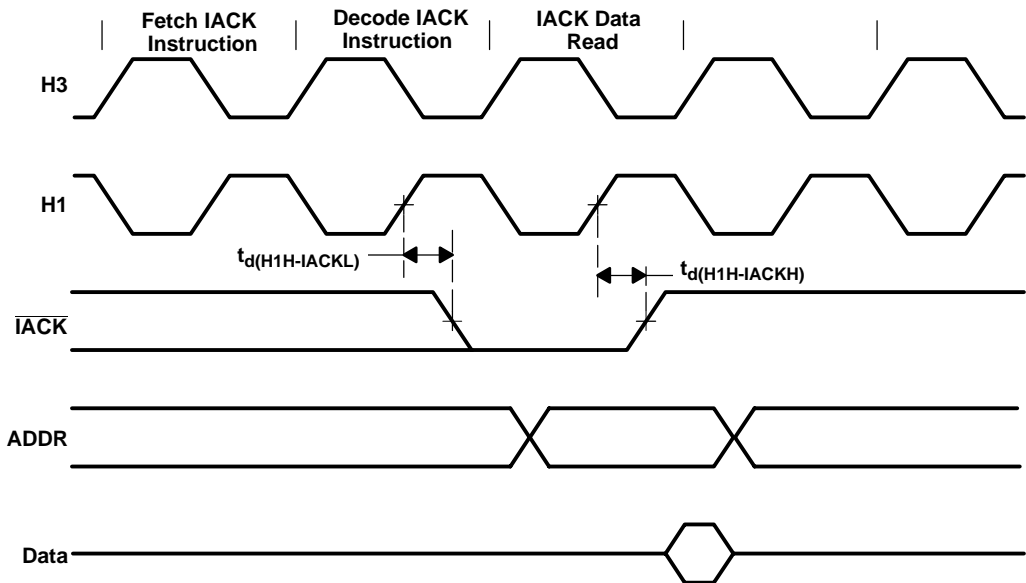 Fetch IACK
Instruction
Decode IACK
Instruction
IACK Data
Read
H3
H1
td(H1H-IACKL)
td(H1H-IACKH)
IACK
ADDR
Data